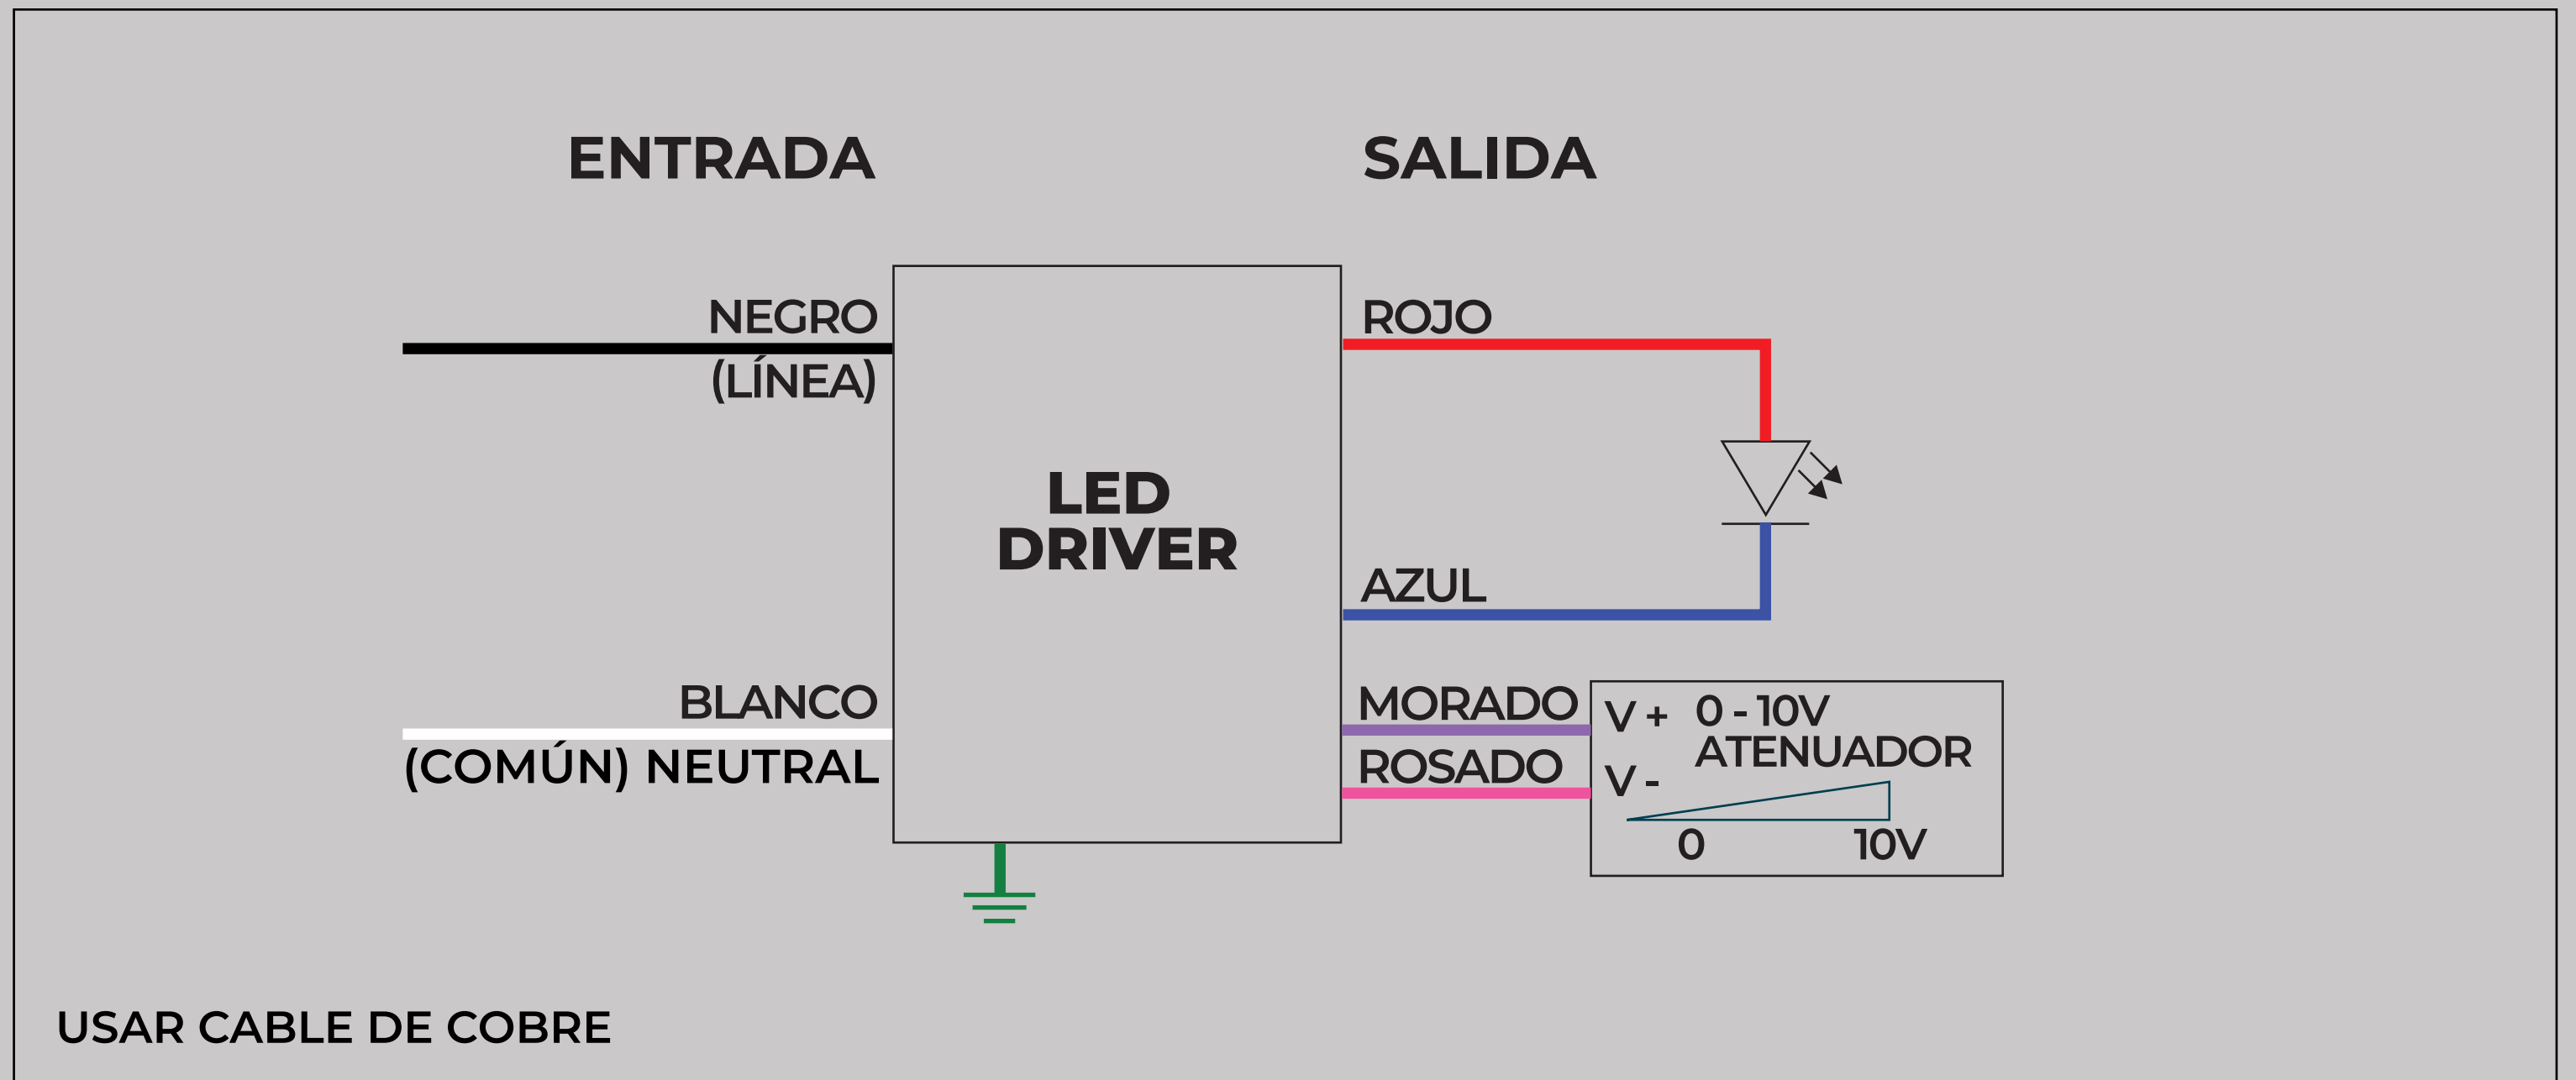 ENTRADA
SALIDA
NEGRO
(LÍNEA)
ROJO
LED
DRIVER
AZUL
BLANCO
(COMÚN) NEUTRAL
MORADO
ROSADO
V + 0 - 10V
ATENUADOR
V -
0 10V
USAR CABLE DE COBRE